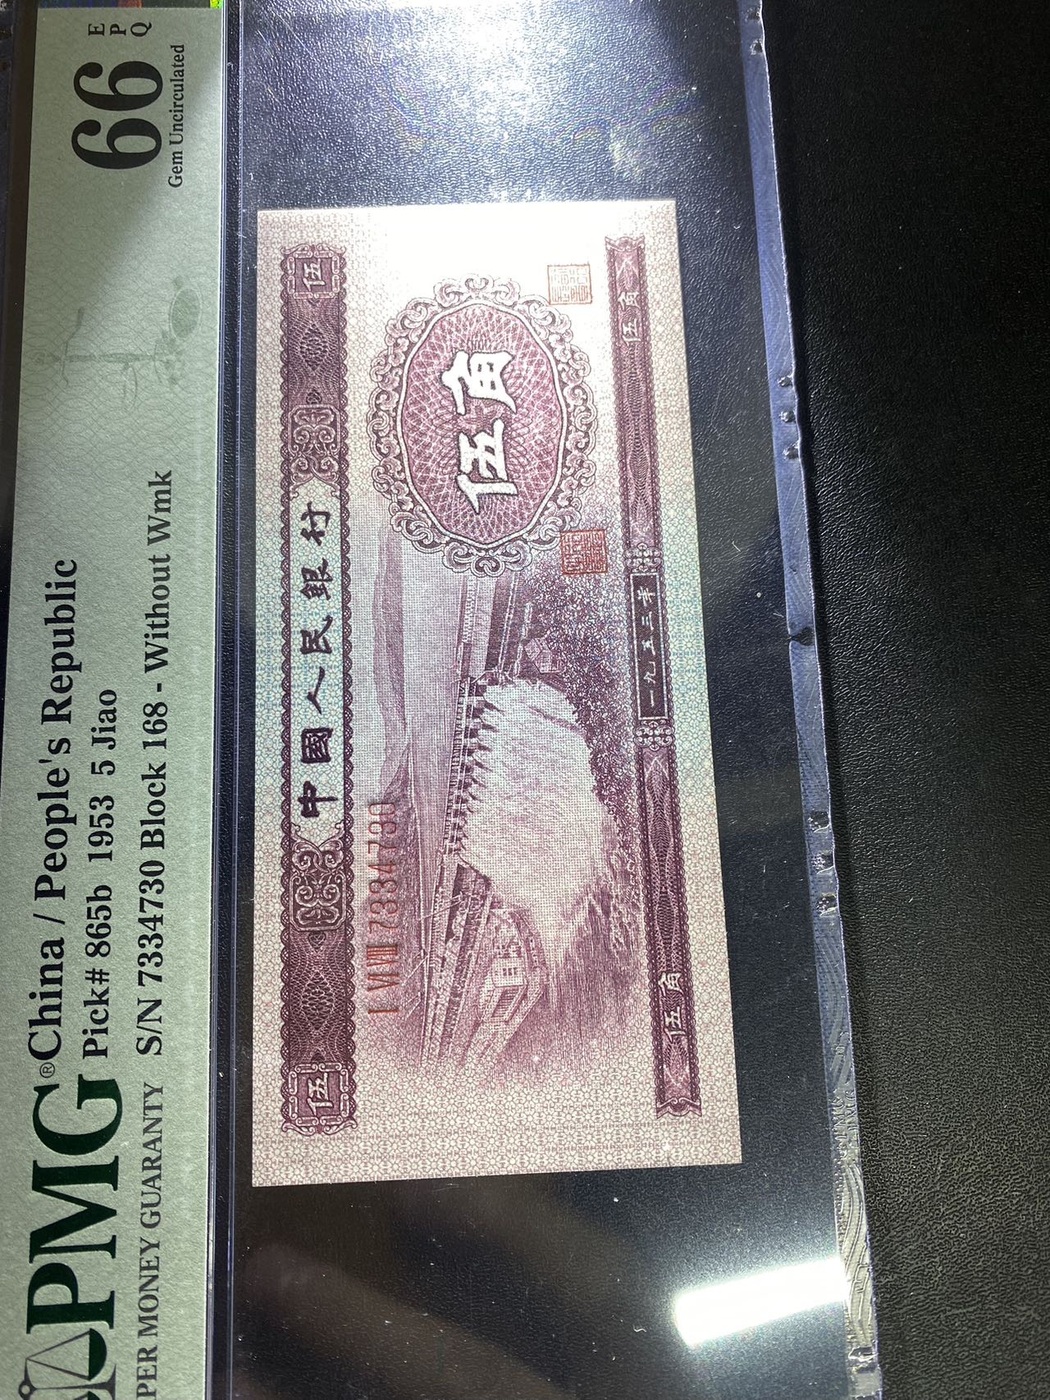 PMG®
China / People's Republic
Pick# 865b 1953 5 Jiao
S/N 7334730 Block 168 - Without Wmk
PER MONEY GUARANTY
66
EPQ
Gem Uncirculated
伍
中國人民銀行
伍
I VI VIII 7334730
伍角
伍角
一九五三年
伍角